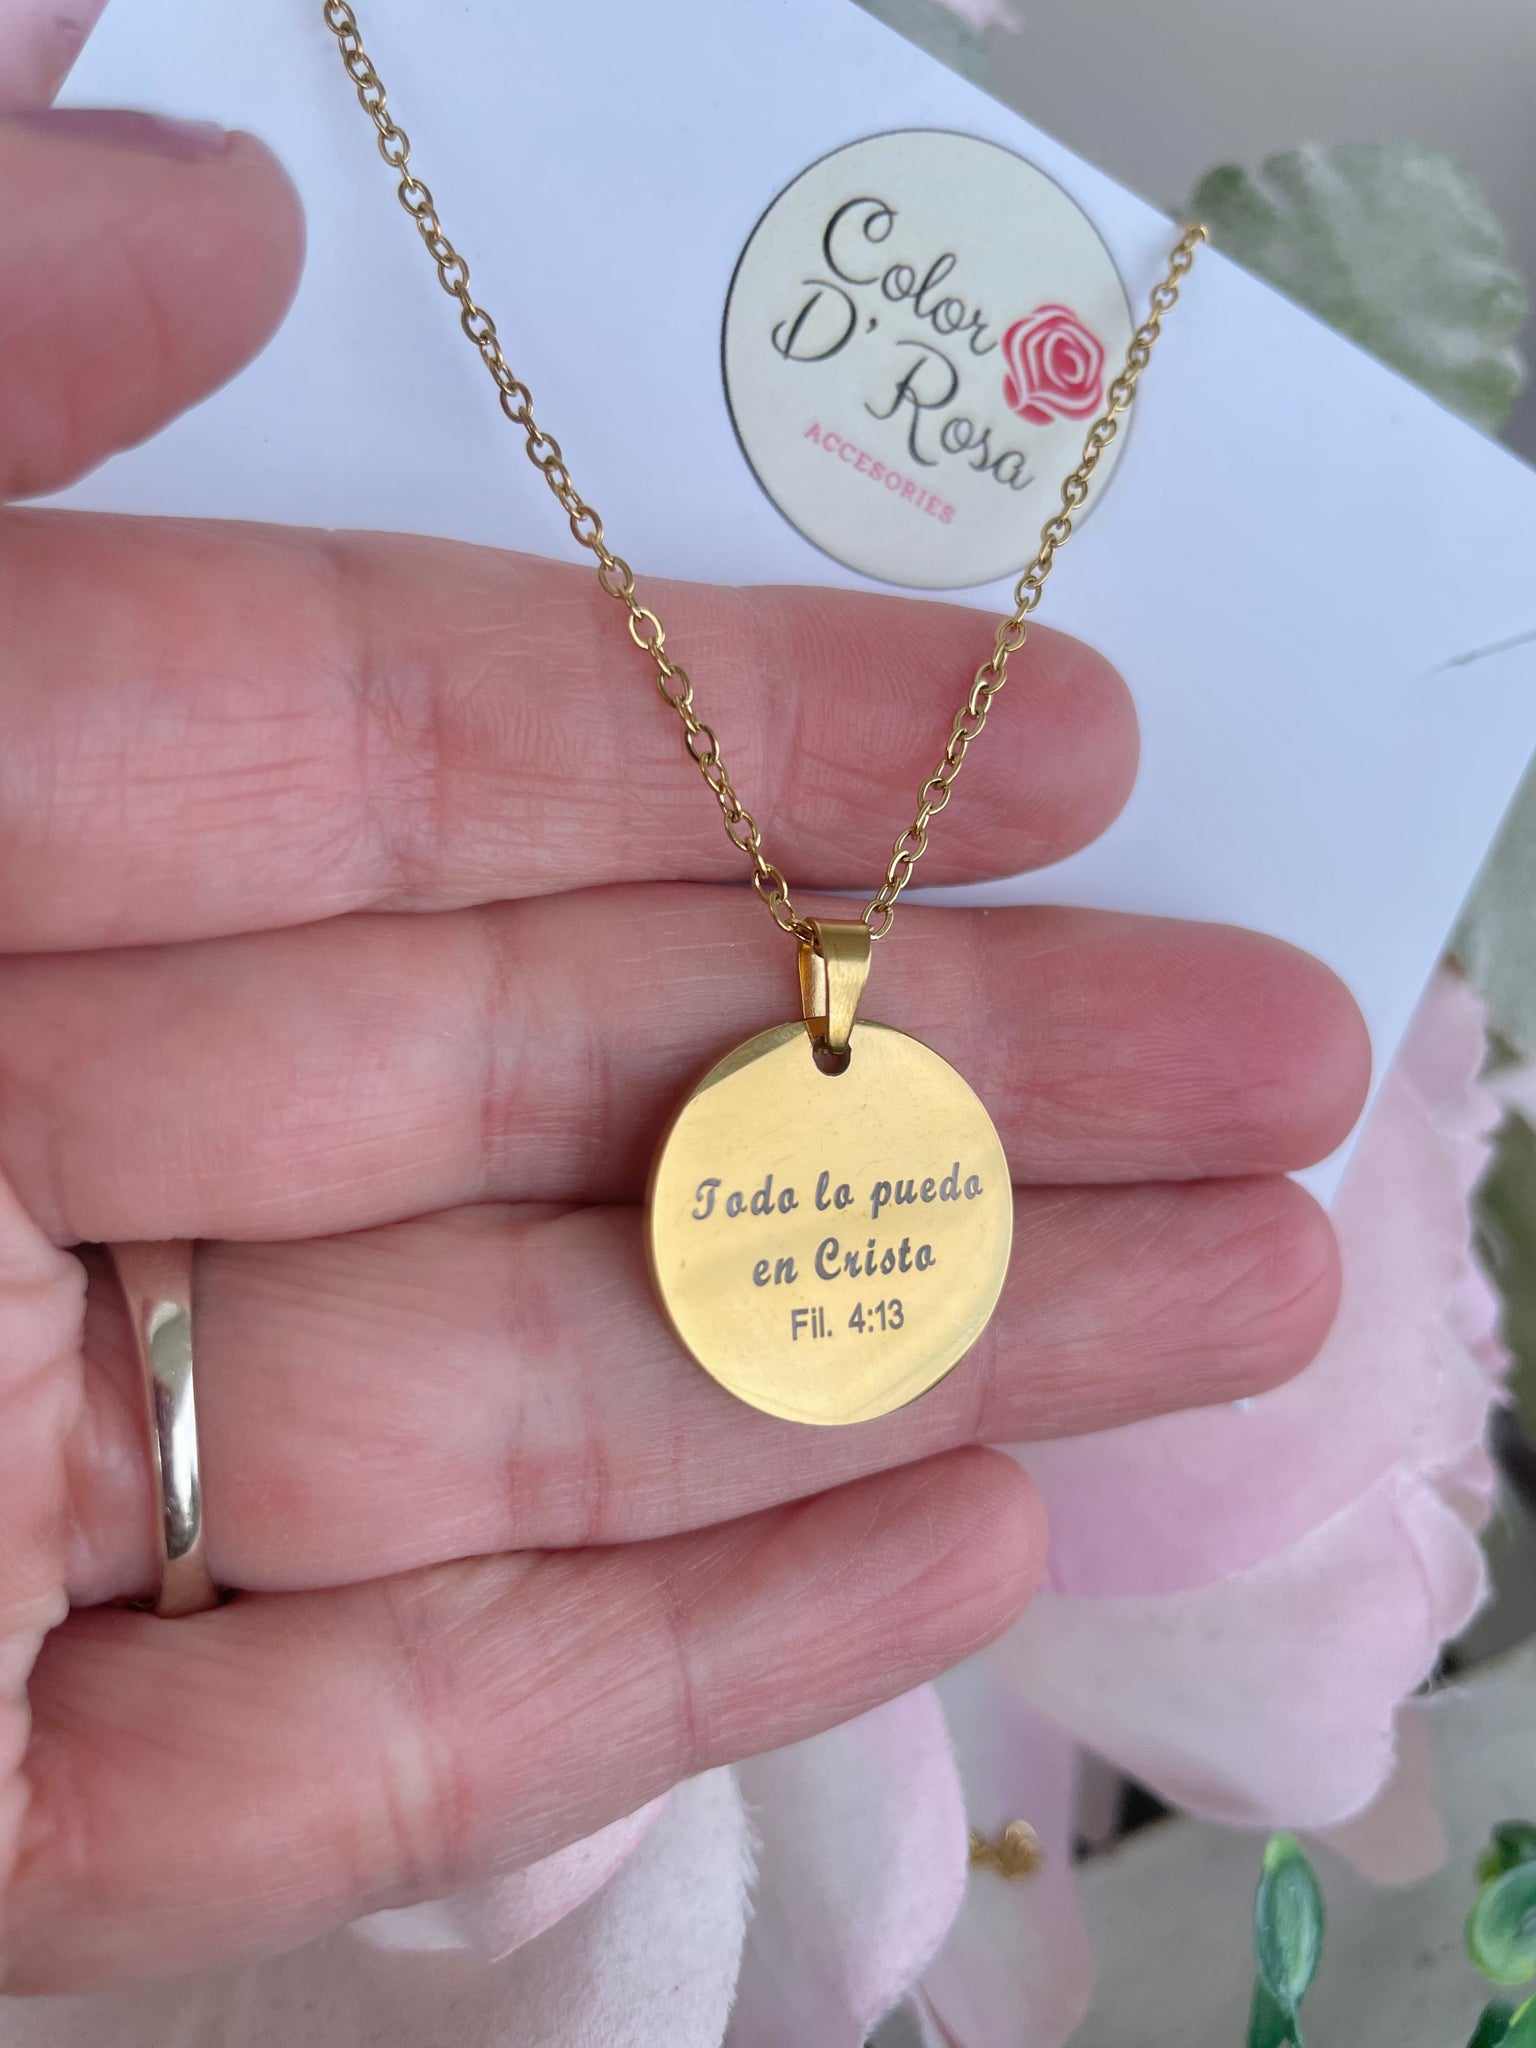 Color
D' Rosa
ACCESORIES
Todo lo puedo
en Cristo
Fil. 4:13